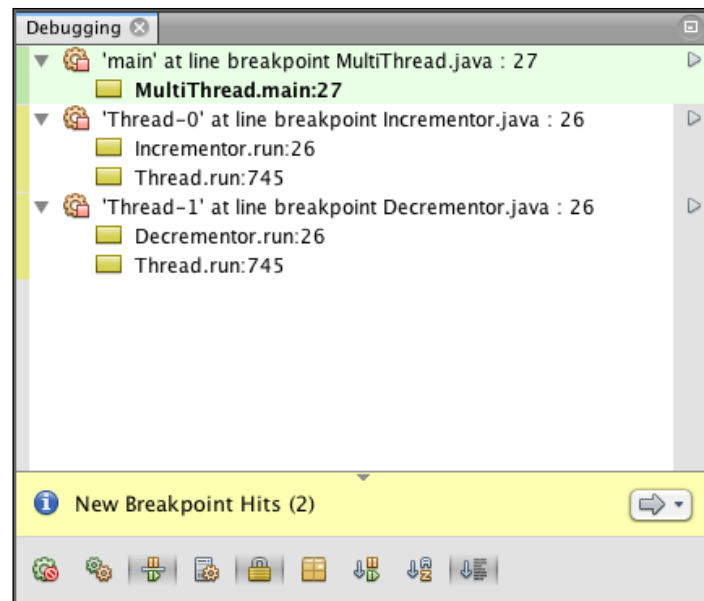 Debugging
'main' at line breakpoint MultiThread.java : 27
MultiThread.main:27
'Thread-0' at line breakpoint Incrementor.java : 26
Incrementor.run:26
Thread.run:745
'Thread-1' at line breakpoint Decrementor.java : 26
Decrementor.run:26
Thread.run:745
New Breakpoint Hits (2)